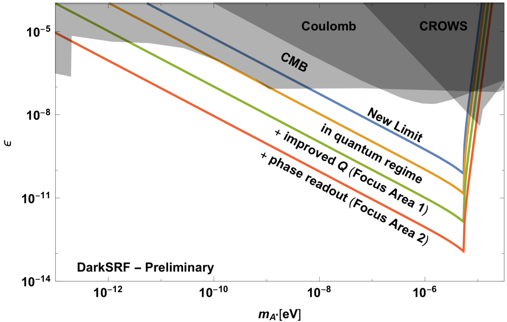 Coulomb
CROWS
CMB
New Limit
in quantum regime
+ improved Q (Focus Area 1)
+ phase readout (Focus Area 2)
DarkSRF – Preliminary
ϵ
10⁻⁵
10⁻⁸
10⁻¹¹
10⁻¹⁴
10⁻¹²
10⁻¹⁰
10⁻⁸
10⁻⁶
m_A'[eV]